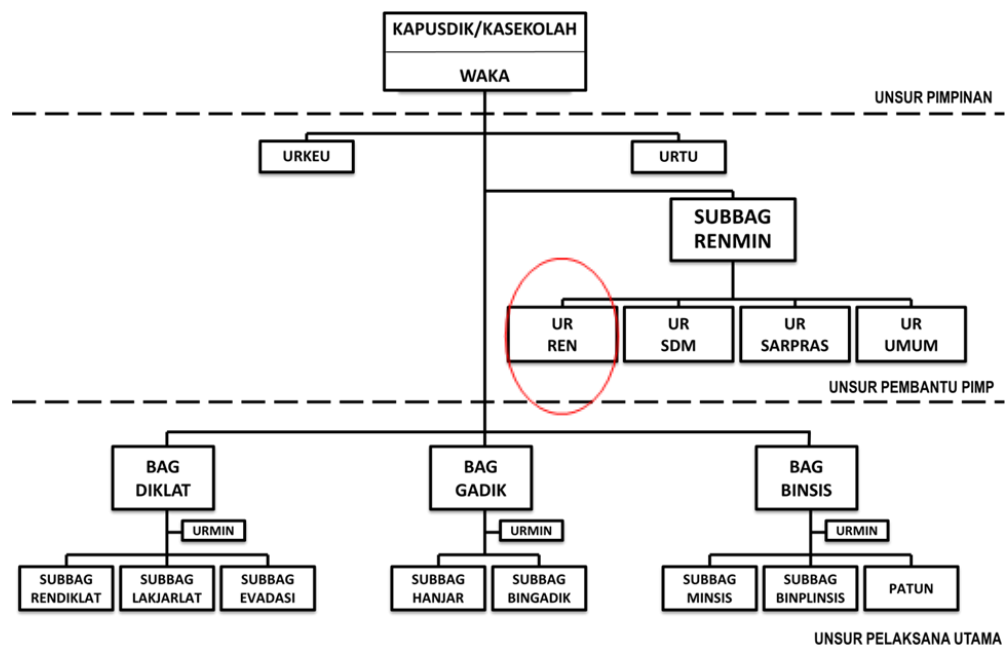 KAPUSDIK/KASEKOLAH
WAKA
UNSUR PIMPINAN
URKEU
URTU
SUBBAG
RENMIN
UR
REN
UR
SDM
UR
SARPRAS
UR
UMUM
UNSUR PEMBANTU PIMP
BAG
DIKLAT
BAG
GADIK
BAG
BINSIS
URMIN
URMIN
URMIN
SUBBAG
RENDIKLAT
SUBBAG
LAKJARLAT
SUBBAG
EVADASI
SUBBAG
HANJAR
SUBBAG
BINGADIK
SUBBAG
MINSIS
SUBBAG
BINPLINSIS
PATUN
UNSUR PELAKSANA UTAMA